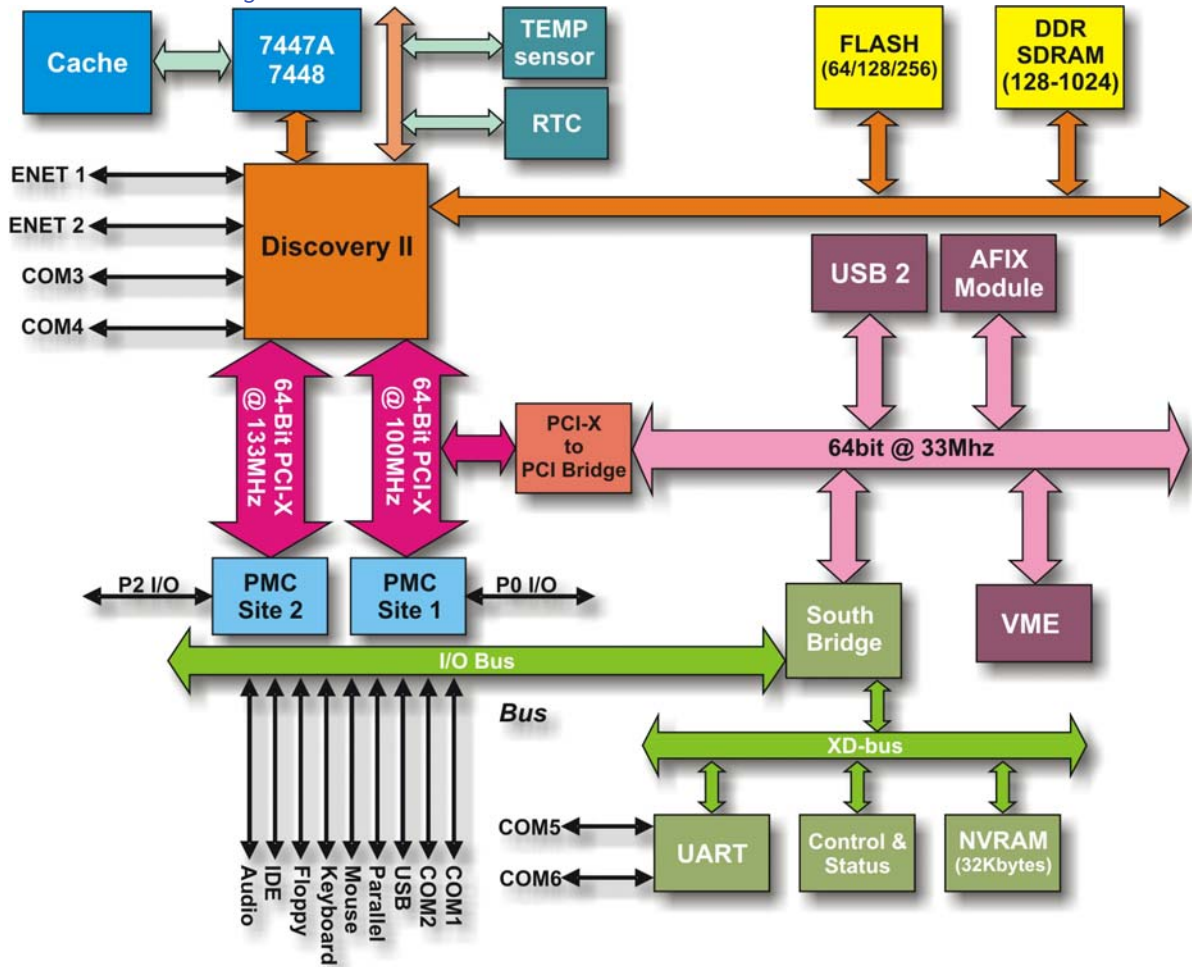 Cache
7447A
7448
TEMP
sensor
RTC
FLASH
(64/128/256)
DDR
SDRAM
(128-1024)
ENET 1
ENET 2
COM3
COM4
Discovery II
USB 2
AFIX
Module
64-Bit PCI-X
@ 133MHz
64-Bit PCI-X
@ 100MHz
PCI-X
to
PCI Bridge
64bit @ 33Mhz
P2 I/O
PMC
Site 2
PMC
Site 1
P0 I/O
South
Bridge
VME
I/O Bus
Bus
XD-bus
Audio
IDE
Floppy
Keyboard
Mouse
Parallel
USB
COM2
COM1
COM5
COM6
UART
Control &
Status
NVRAM
(32Kbytes)